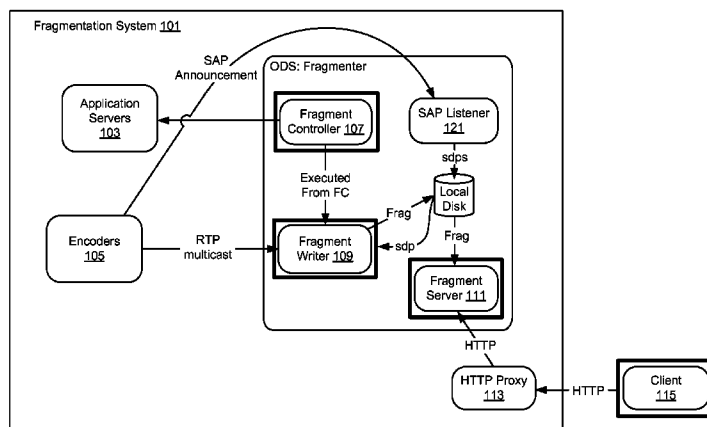 Fragmentation System 101
SAP
Announcement
ODS: Fragmenter
Application
Servers
103
Fragment
Controller 107
SAP Listener
121
sdps
Executed
From FC
Local
Disk
Frag
Encoders
105
RTP
multicast
Fragment
Writer 109
sdp
Frag
Fragment
Server 111
HTTP
HTTP Proxy
113
HTTP
Client
115